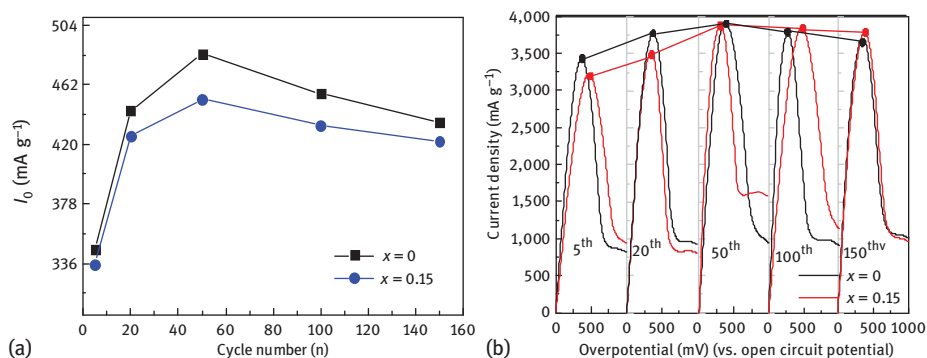 504
462
420
378
336
I₀ (mA g⁻¹)
x = 0
x = 0.15
0 20 40 60 80 100 120 140 160
Cycle number (n)
(a)
4,000
3,500
3,000
2,500
2,000
1,500
1,000
500
0
Current density (mA g⁻¹)
5th 20th 50th 100th 150thv
x = 0
x = 0.15
0 500 0 500 0 500 0 500 0 500 1000
Overpotential (mV) (vs. open circuit potential)
(b)